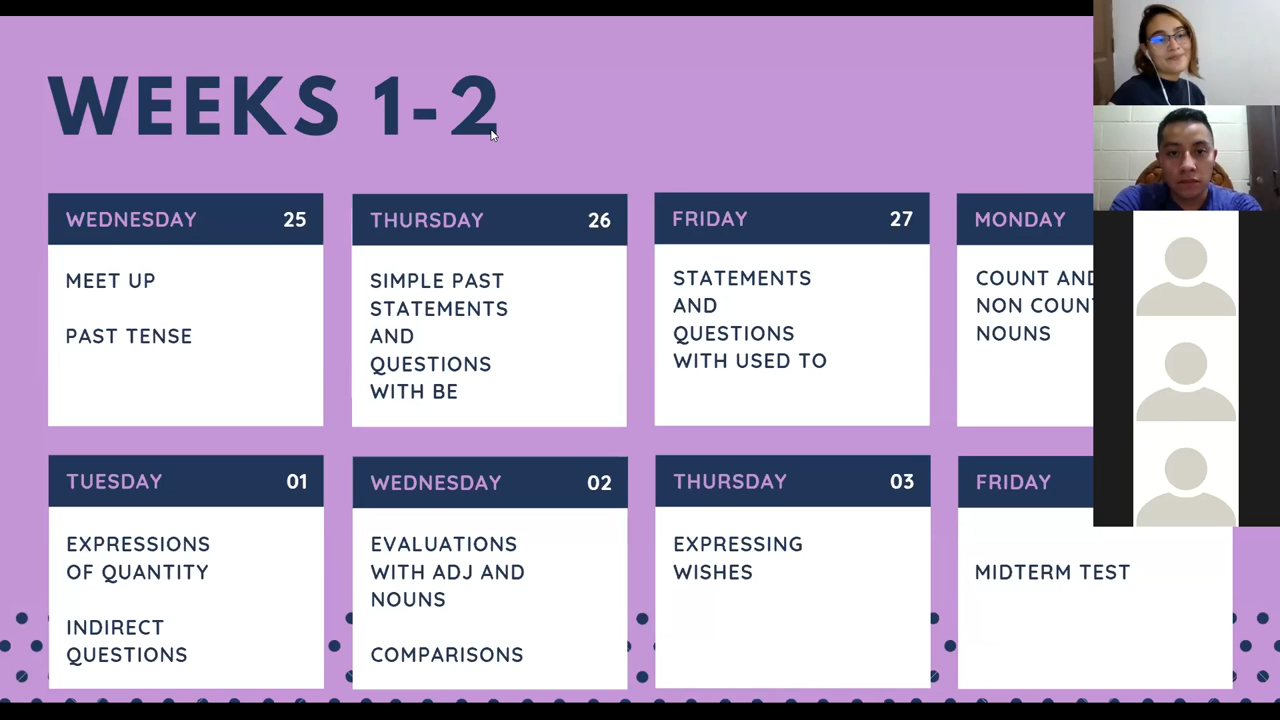 WEEKS 1-2
WEDNESDAY 25
MEET UP
PAST TENSE
THURSDAY 26
SIMPLE PAST
STATEMENTS
AND
QUESTIONS
WITH BE
FRIDAY 27
STATEMENTS
AND
QUESTIONS
WITH USED TO
MONDAY
COUNT AND
NON COUNT
NOUNS
TUESDAY 01
EXPRESSIONS
OF QUANTITY
INDIRECT
QUESTIONS
WEDNESDAY 02
EVALUATIONS
WITH ADJ AND
NOUNS
COMPARISONS
THURSDAY 03
EXPRESSING
WISHES
FRIDAY
MIDTERM TEST